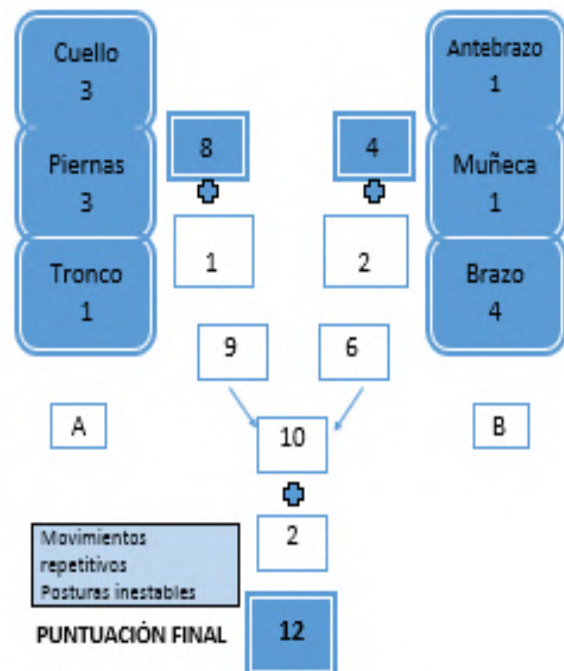 Cuello
3
Piernas
3
Tronco
1
8
1
9
A
4
2
6
Antebrazo
1
Muñeca
1
Brazo
4
B
10
2
Movimientos
repetitivos
Posturas inestables
PUNTUACIÓN FINAL
12